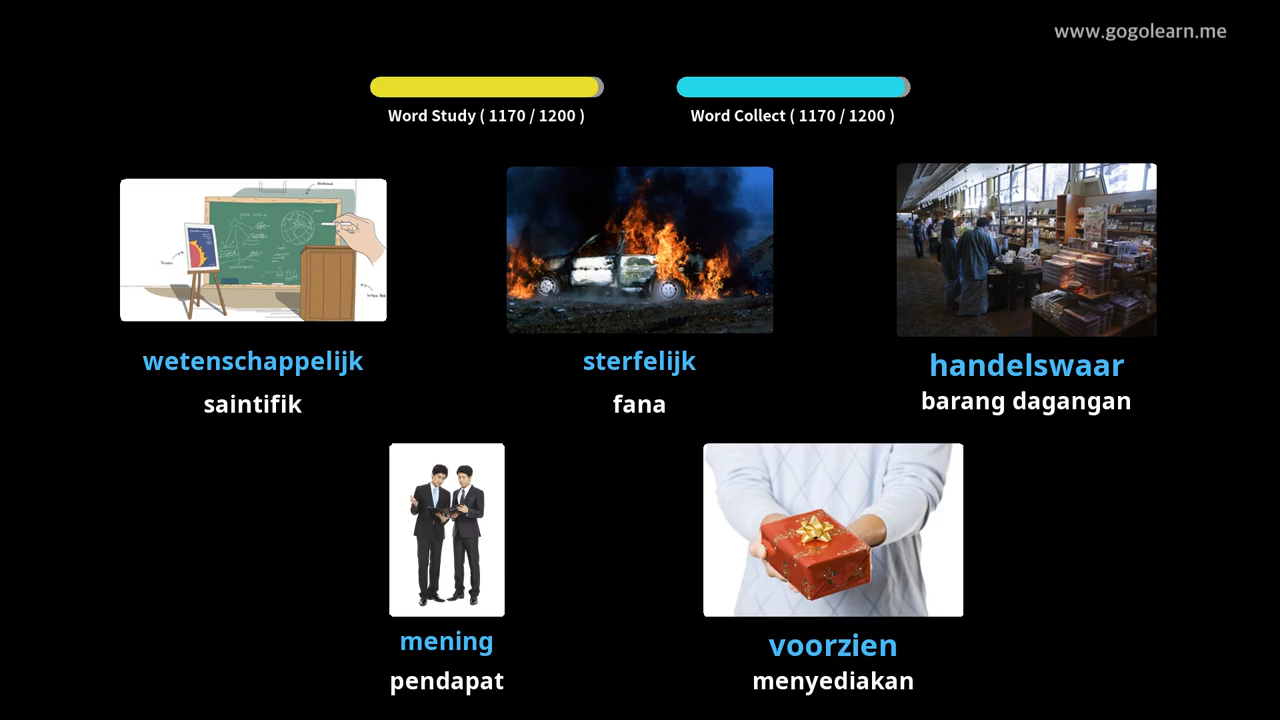 www.gogolearn.me
Word Study ( 1170 / 1200 )
Word Collect ( 1170 / 1200 )
wetenschappelijk
saintifik
sterfelijk
fana
handelswaar
barang dagangan
mening
pendapat
voorzien
menyediakan